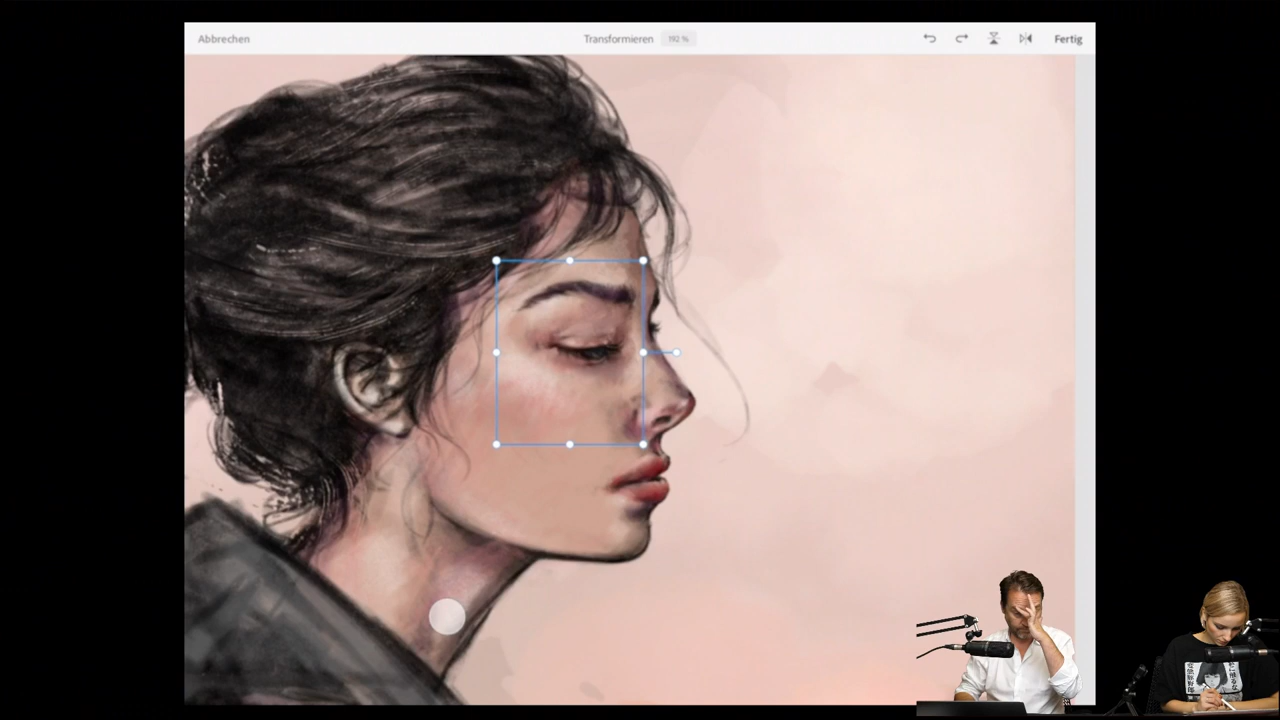 Abbrechen
Transformieren 192 %
Fertig